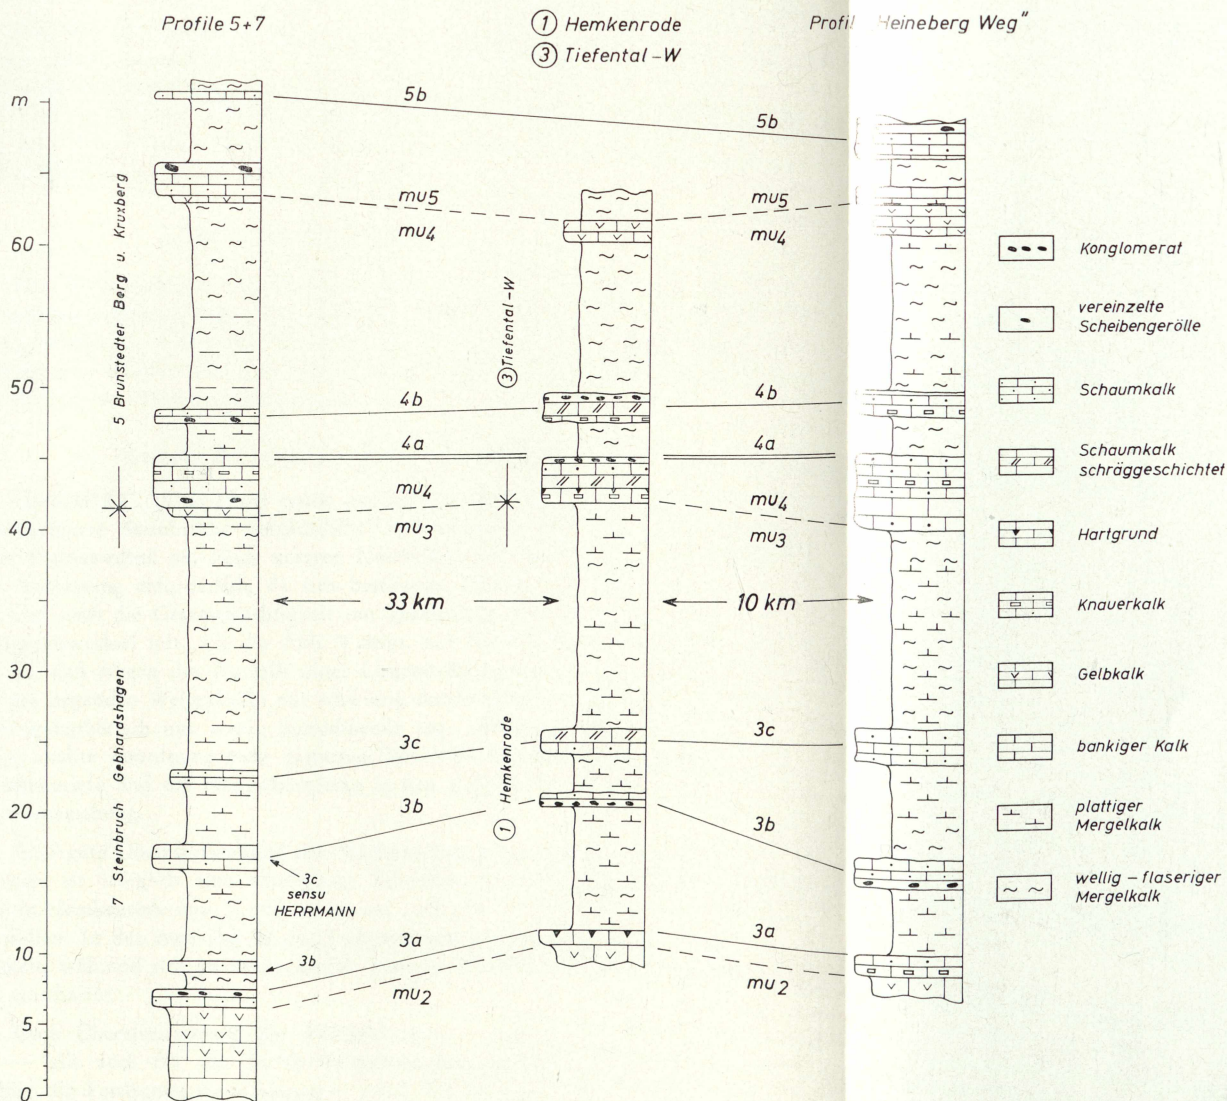 Profile 5+7
① Hemkenrode
③ Tiefental-W
Profil „Heineberg Weg"
m
60
50
40
30
20
10
5
0
5 Brunstedter Berg u. Kruxberg
7 Steinbruch Gebhardshagen
③ Tiefental-W
① Hemkenrode
5b
5b
mu5
mu4
mu5
mu4
4b
4b
4a
4a
mu4
mu3
mu4
mu3
33 km
10 km
3c
3c
3b
3b
3c
sensu
HERRMANN
3a
3a
3b
mu2
mu2
Konglomerat
vereinzelte
Scheibengerölle
Schaumkalk
Schaumkalk
schräggeschichtet
Hartgrund
Knauerkalk
Gelbkalk
bankiger Kalk
plattiger
Mergelkalk
wellig – flaseriger
Mergelkalk